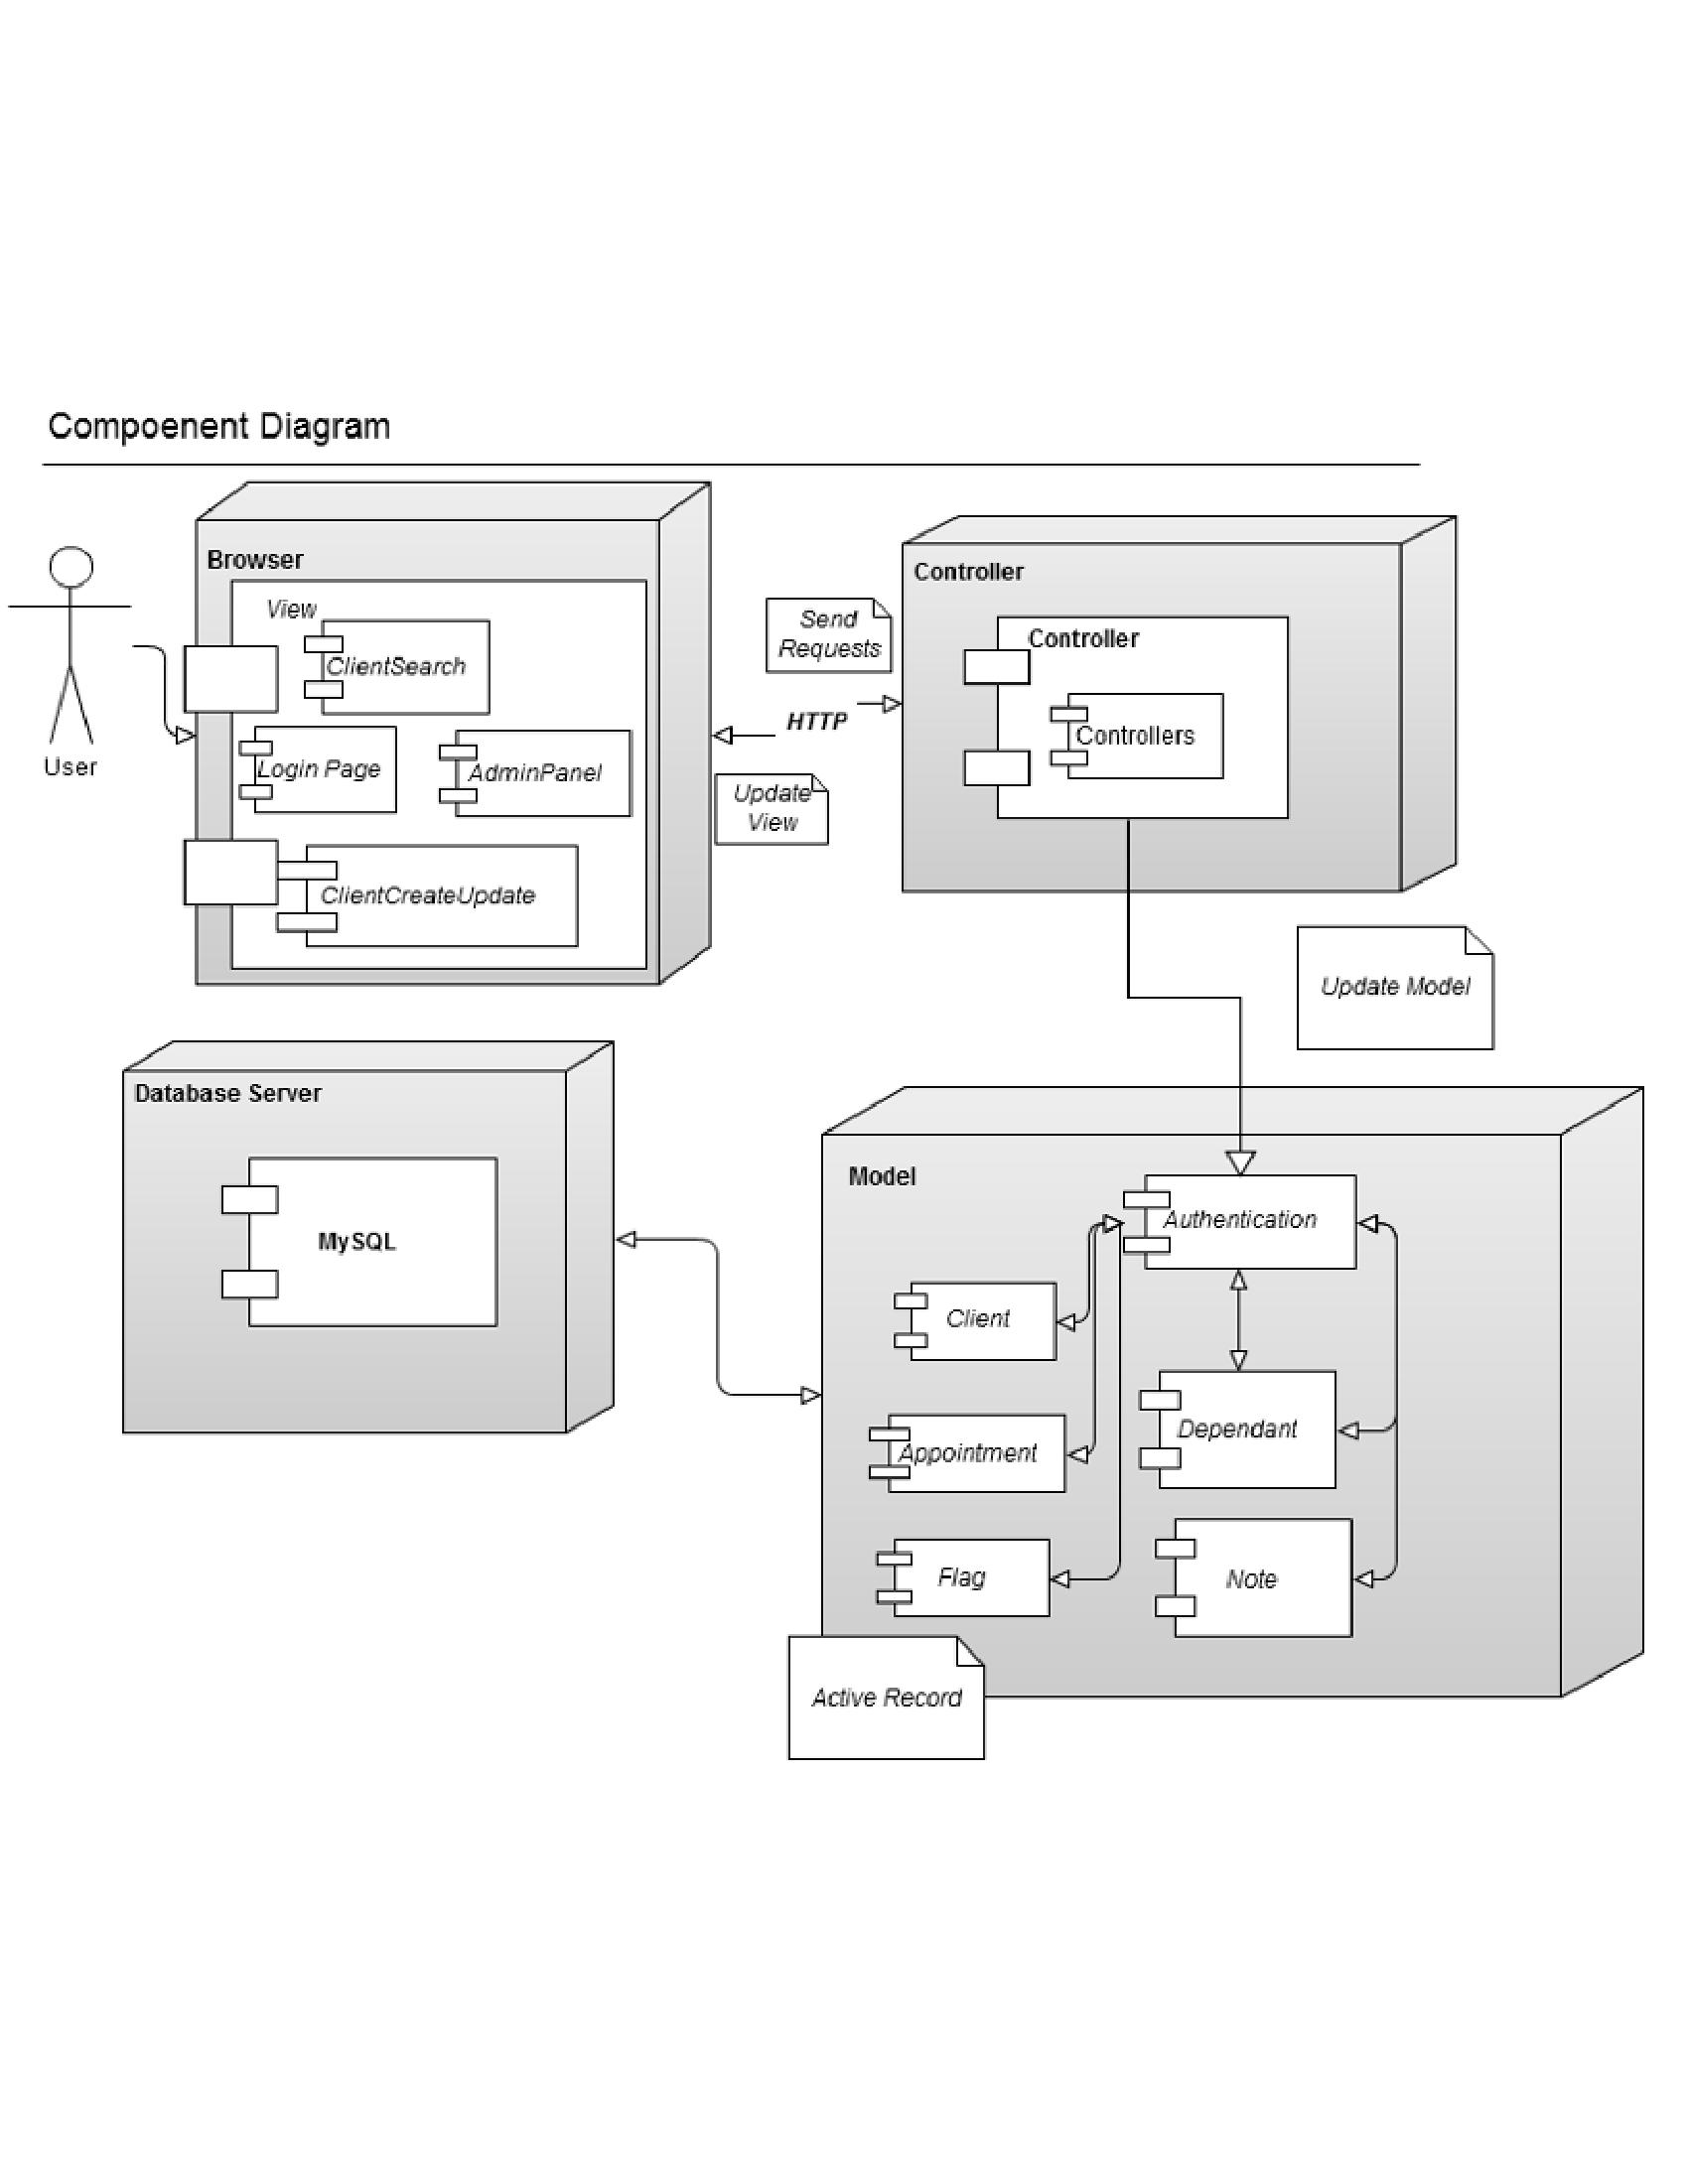 Compoenent Diagram
Browser
View
ClientSearch
Login Page
AdminPanel
ClientCreateUpdate
User
Send
Requests
HTTP
Update
View
Controller
Controller
Controllers
Update Model
Database Server
MySQL
Model
Authentication
Client
Dependant
Appointment
Flag
Note
Active Record